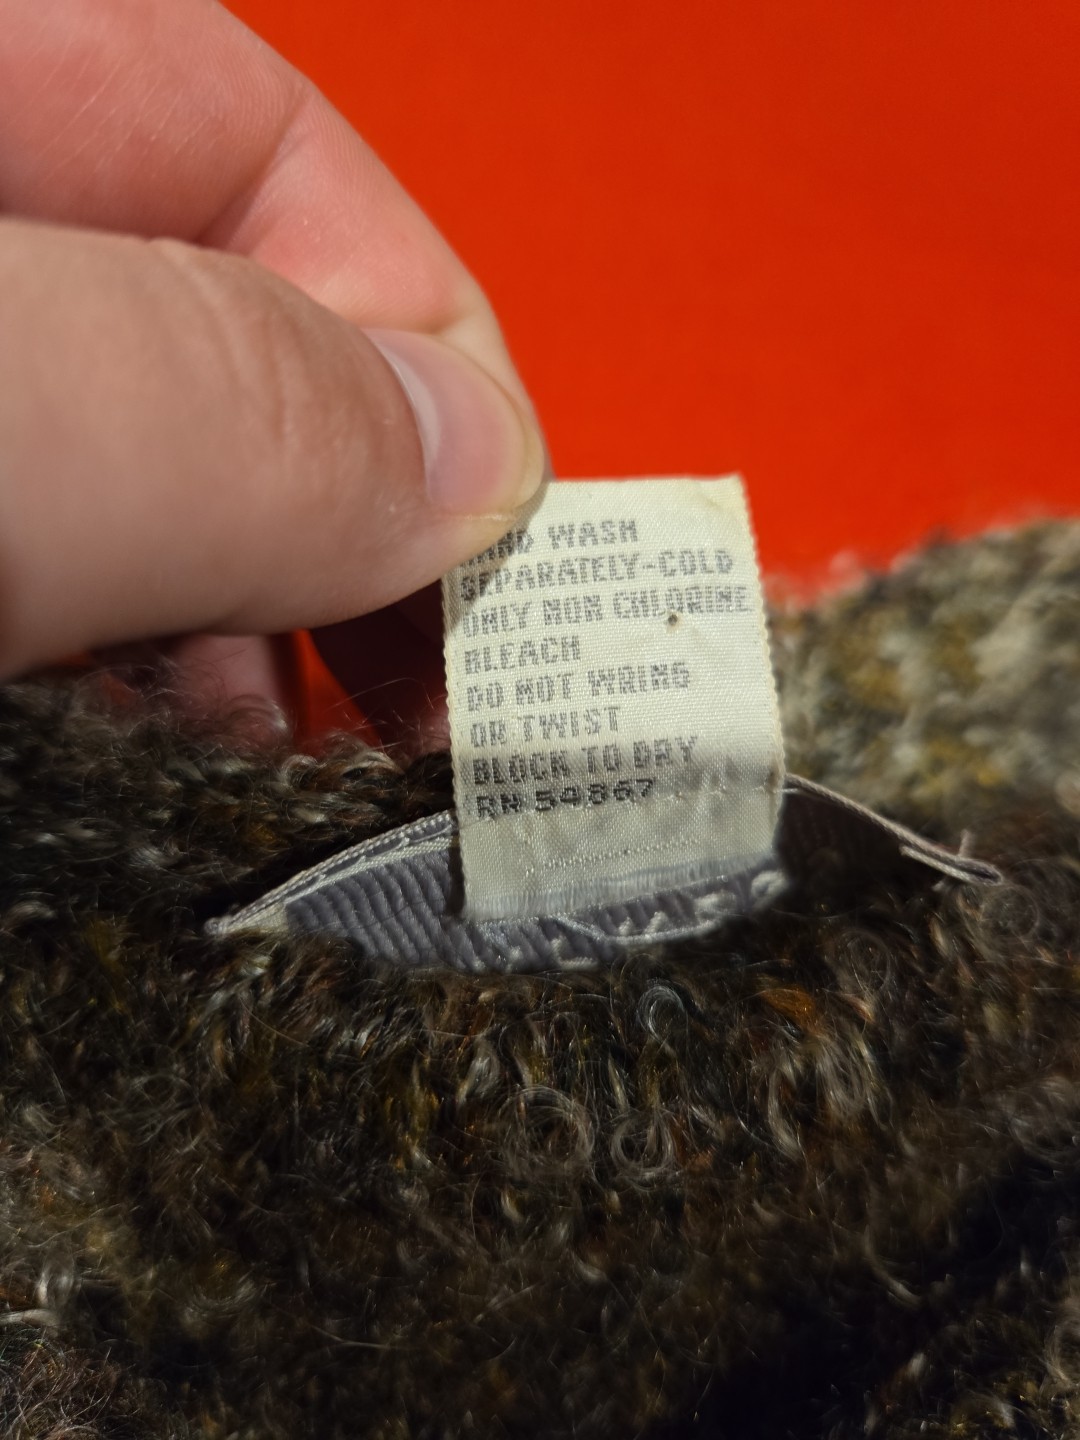 HAND WASH
SEPARATELY-COLD
ONLY NON CHLORINE
BLEACH
DO NOT WRING
OR TWIST
BLOCK TO DRY
RN 54867